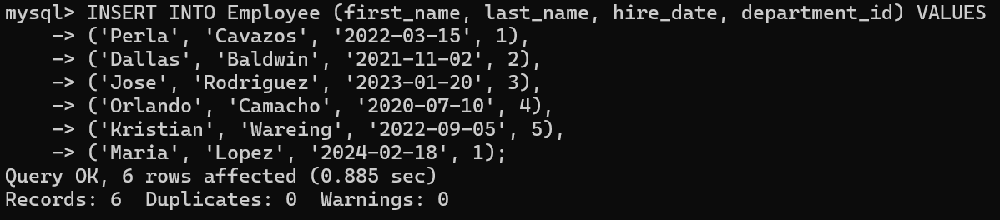 mysql> INSERT INTO Employee (first_name, last_name, hire_date, department_id) VALUES
    -> ('Perla', 'Cavazos', '2022-03-15', 1),
    -> ('Dallas', 'Baldwin', '2021-11-02', 2),
    -> ('Jose', 'Rodriguez', '2023-01-20', 3),
    -> ('Orlando', 'Camacho', '2020-07-10', 4),
    -> ('Kristian', 'Wareing', '2022-09-05', 5),
    -> ('Maria', 'Lopez', '2024-02-18', 1);
Query OK, 6 rows affected (0.885 sec)
Records: 6  Duplicates: 0  Warnings: 0